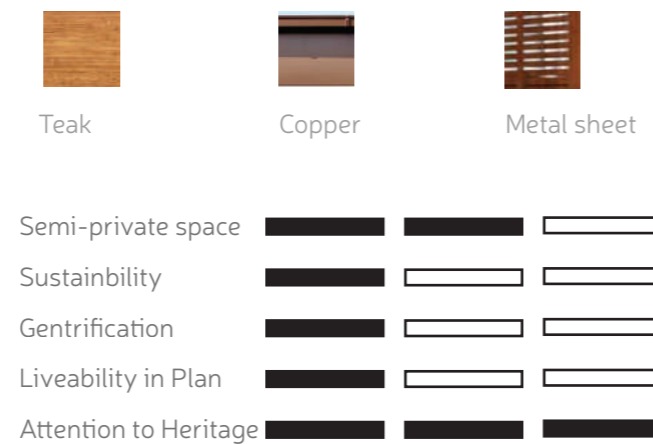 Teak Copper Metal sheet
Semi-private space
Sustainbility
Gentrification
Liveability in Plan
Attention to Heritage